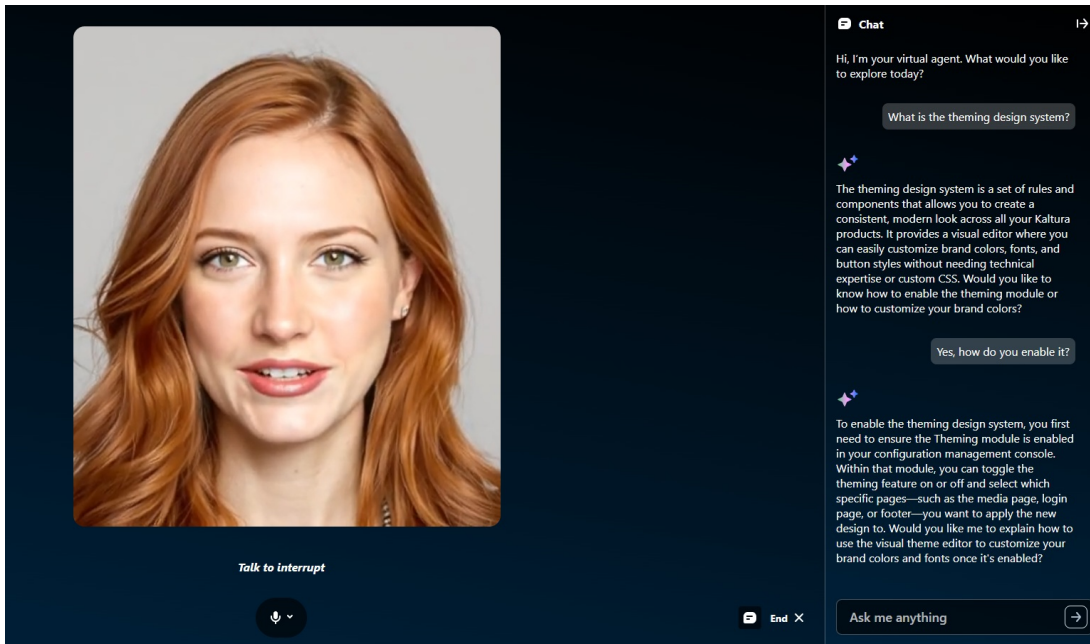 Chat
Hi, I'm your virtual agent. What would you like
to explore today?
What is the theming design system?
The theming design system is a set of rules and
components that allows you to create a
consistent, modern look across all your Kaltura
products. It provides a visual editor where you
can easily customize brand colors, fonts, and
button styles without needing technical
expertise or custom CSS. Would you like to
know how to enable the theming module or
how to customize your brand colors?
Yes, how do you enable it?
To enable the theming design system, you first
need to ensure the Theming module is enabled
in your configuration management console.
Within that module, you can toggle the
theming feature on or off and select which
specific pages—such as the media page, login
page, or footer—you want to apply the new
design to. Would you like me to explain how to
use the visual theme editor to customize your
brand colors and fonts once it's enabled?
Talk to interrupt
End
Ask me anything